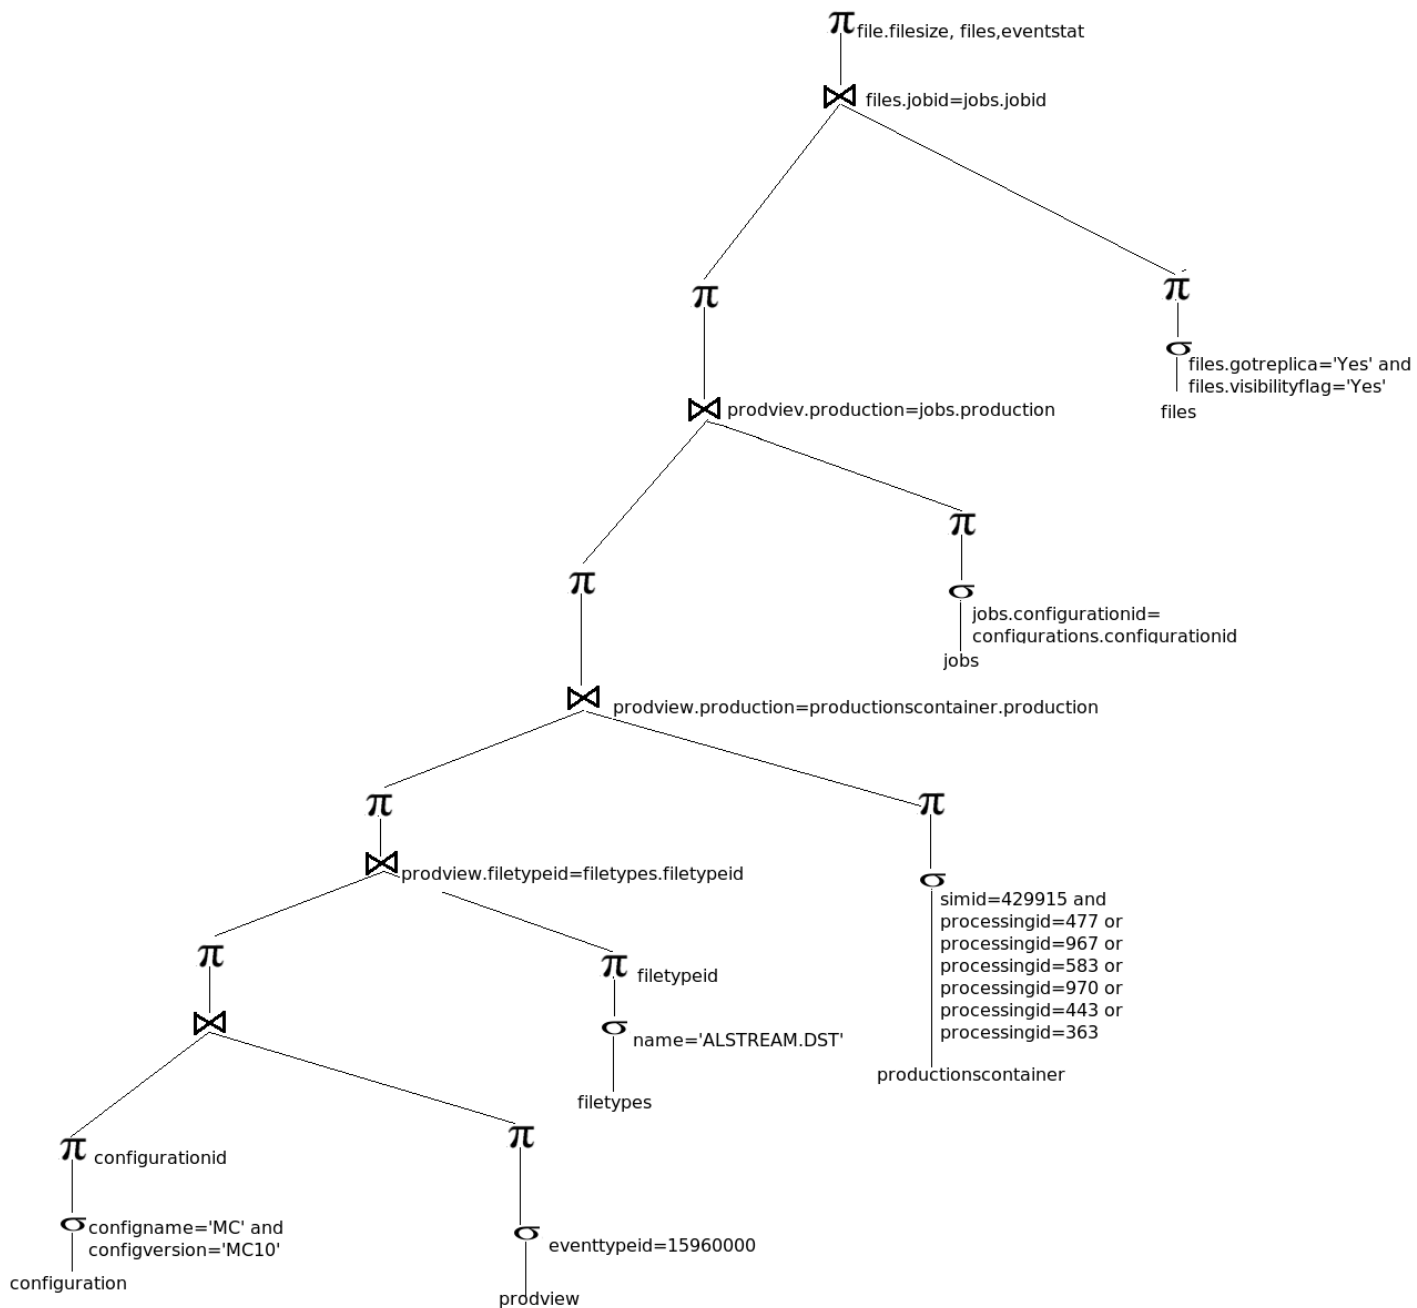 π file.filesize, files,eventstat
⋈ files.jobid=jobs.jobid
π
π
σ
files.gotreplica='Yes' and
files.visibilityflag='Yes'
files
⋈ prodviev.production=jobs.production
π
σ
jobs.configurationid=
configurations.configurationid
jobs
π
⋈ prodview.production=productionscontainer.production
π
π
⋈ prodview.filetypeid=filetypes.filetypeid
σ
simid=429915 and
processingid=477 or
processingid=967 or
processingid=583 or
processingid=970 or
processingid=443 or
processingid=363
productionscontainer
π
π filetypeid
σ name='ALSTREAM.DST'
filetypes
⋈
π configurationid
σ configname='MC' and
configversion='MC10'
configuration
π
σ eventtypeid=15960000
prodview